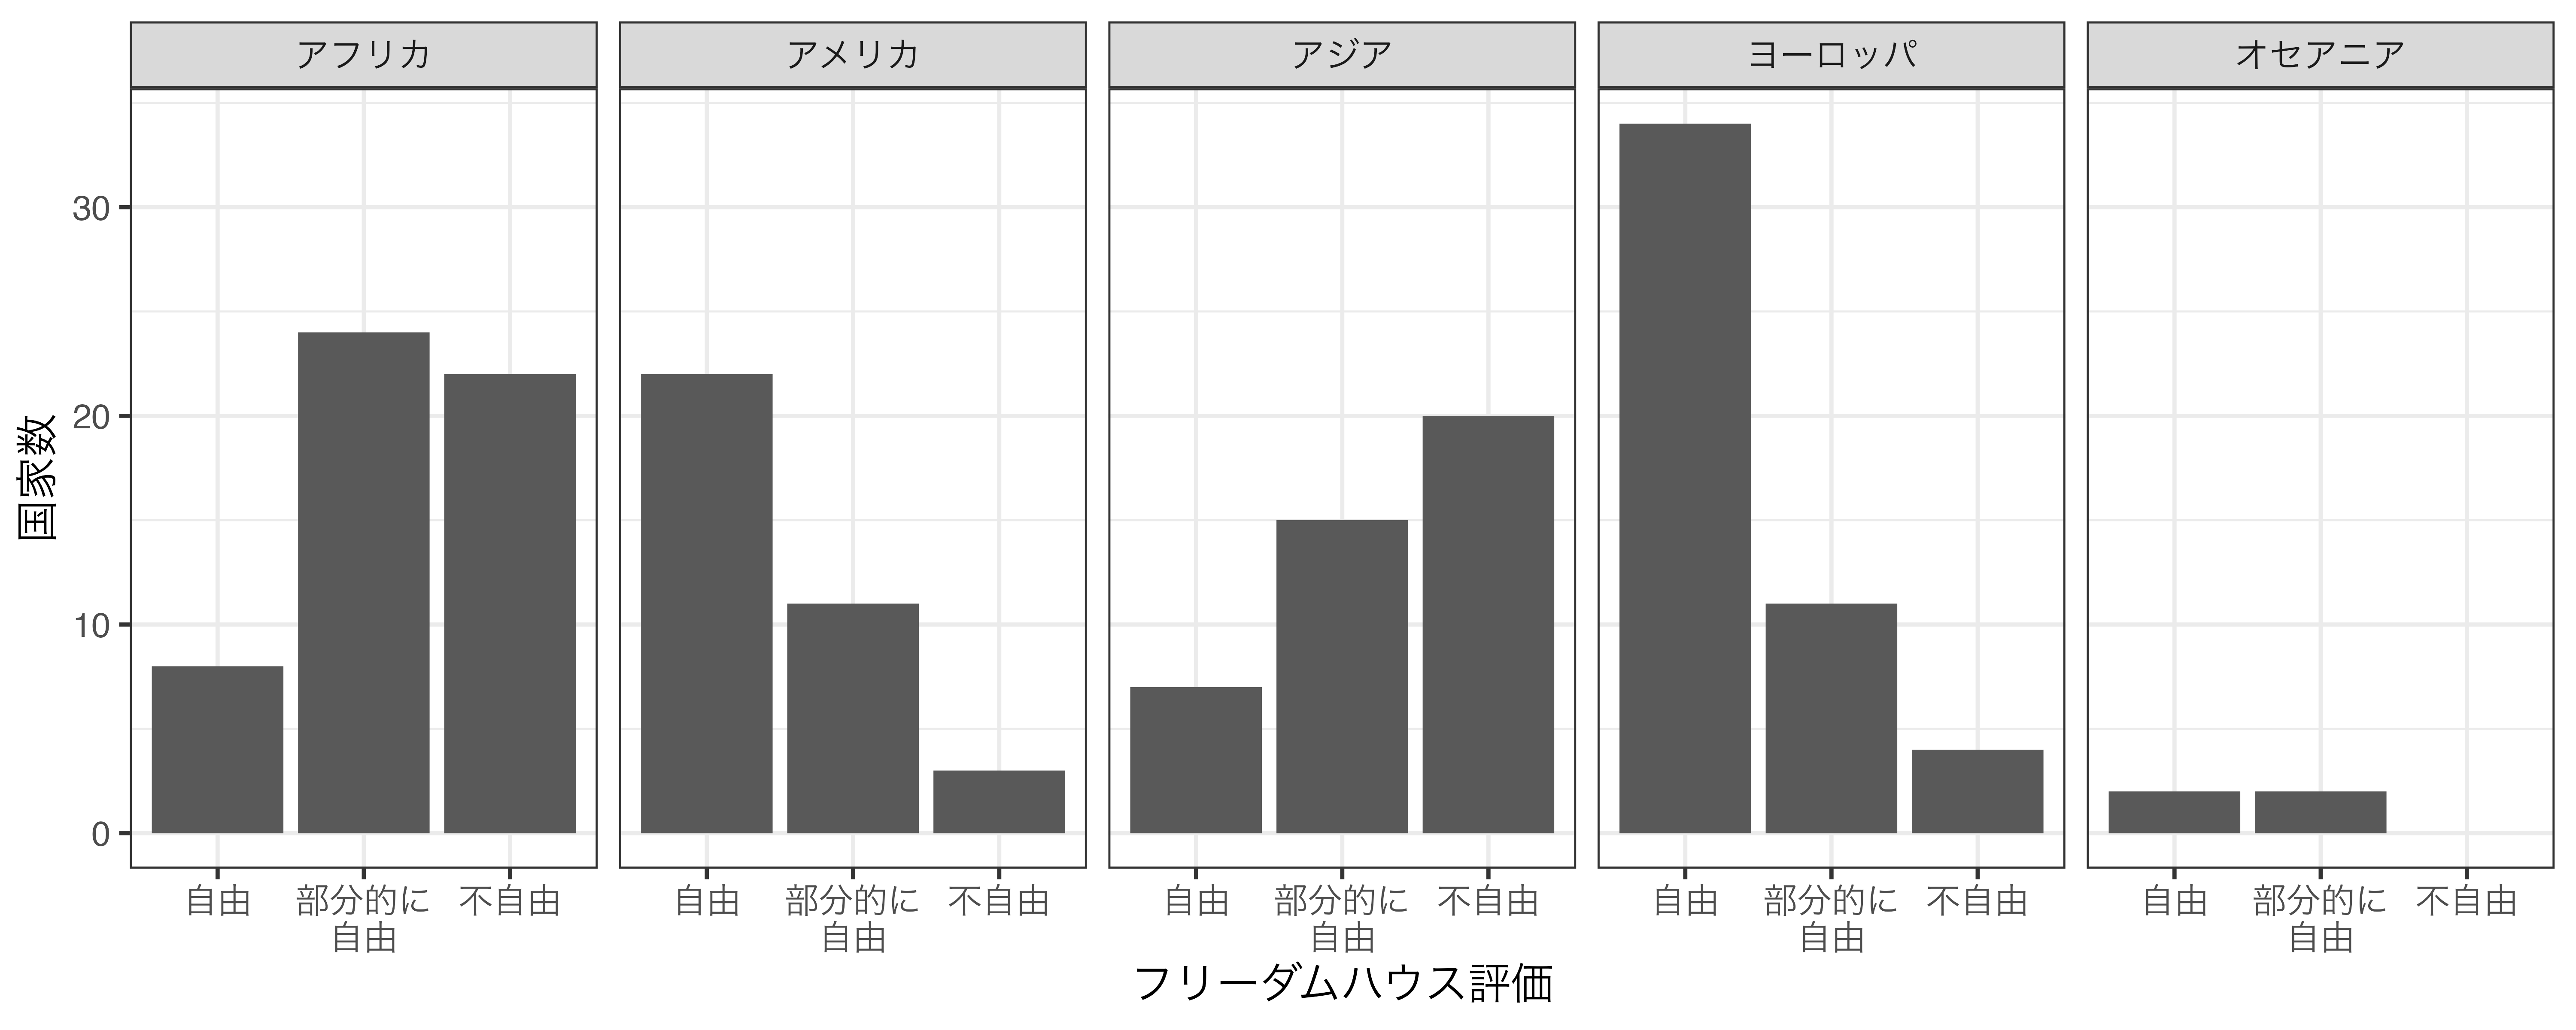 アフリカ
アメリカ
アジア
ヨーロッパ
オセアニア
国家数
30
20
10
0
自由
部分的に
自由
不自由
自由
部分的に
自由
不自由
自由
部分的に
自由
不自由
自由
部分的に
自由
不自由
自由
部分的に
自由
不自由
フリーダムハウス評価